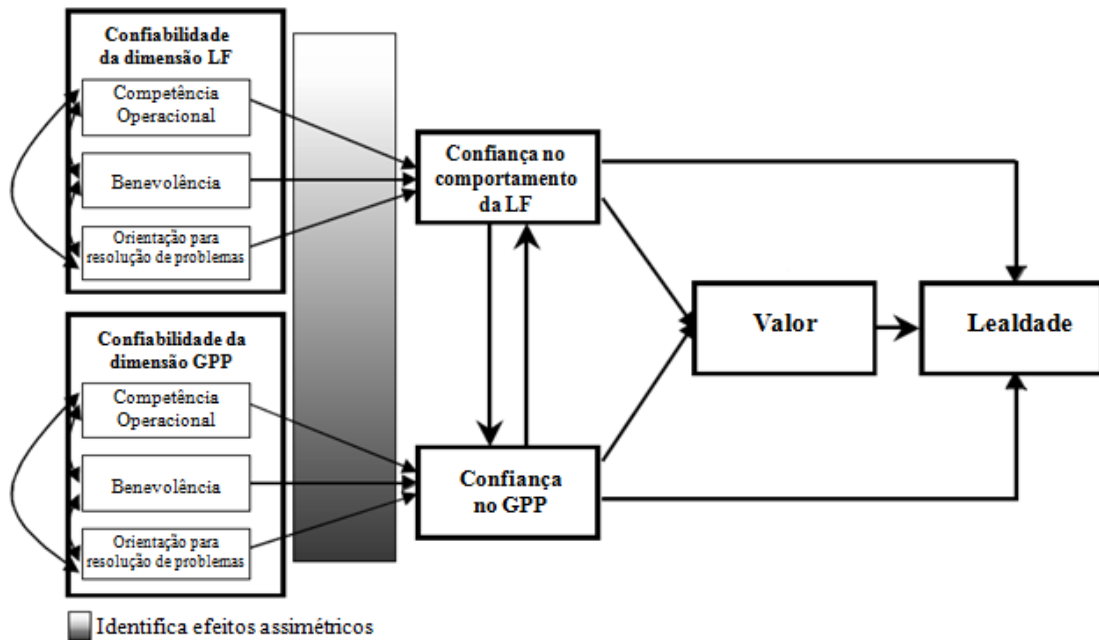 Confiabilidade
da dimensão LF
Competência
Operacional
Benevolência
Orientação para
resolução de problemas
Confiabilidade da
dimensão GPP
Competência
Operacional
Benevolência
Orientação para
resolução de problemas
Confiança no
comportamento
da LF
Confiança
no GPP
Valor
Lealdade
Identifica efeitos assimétricos